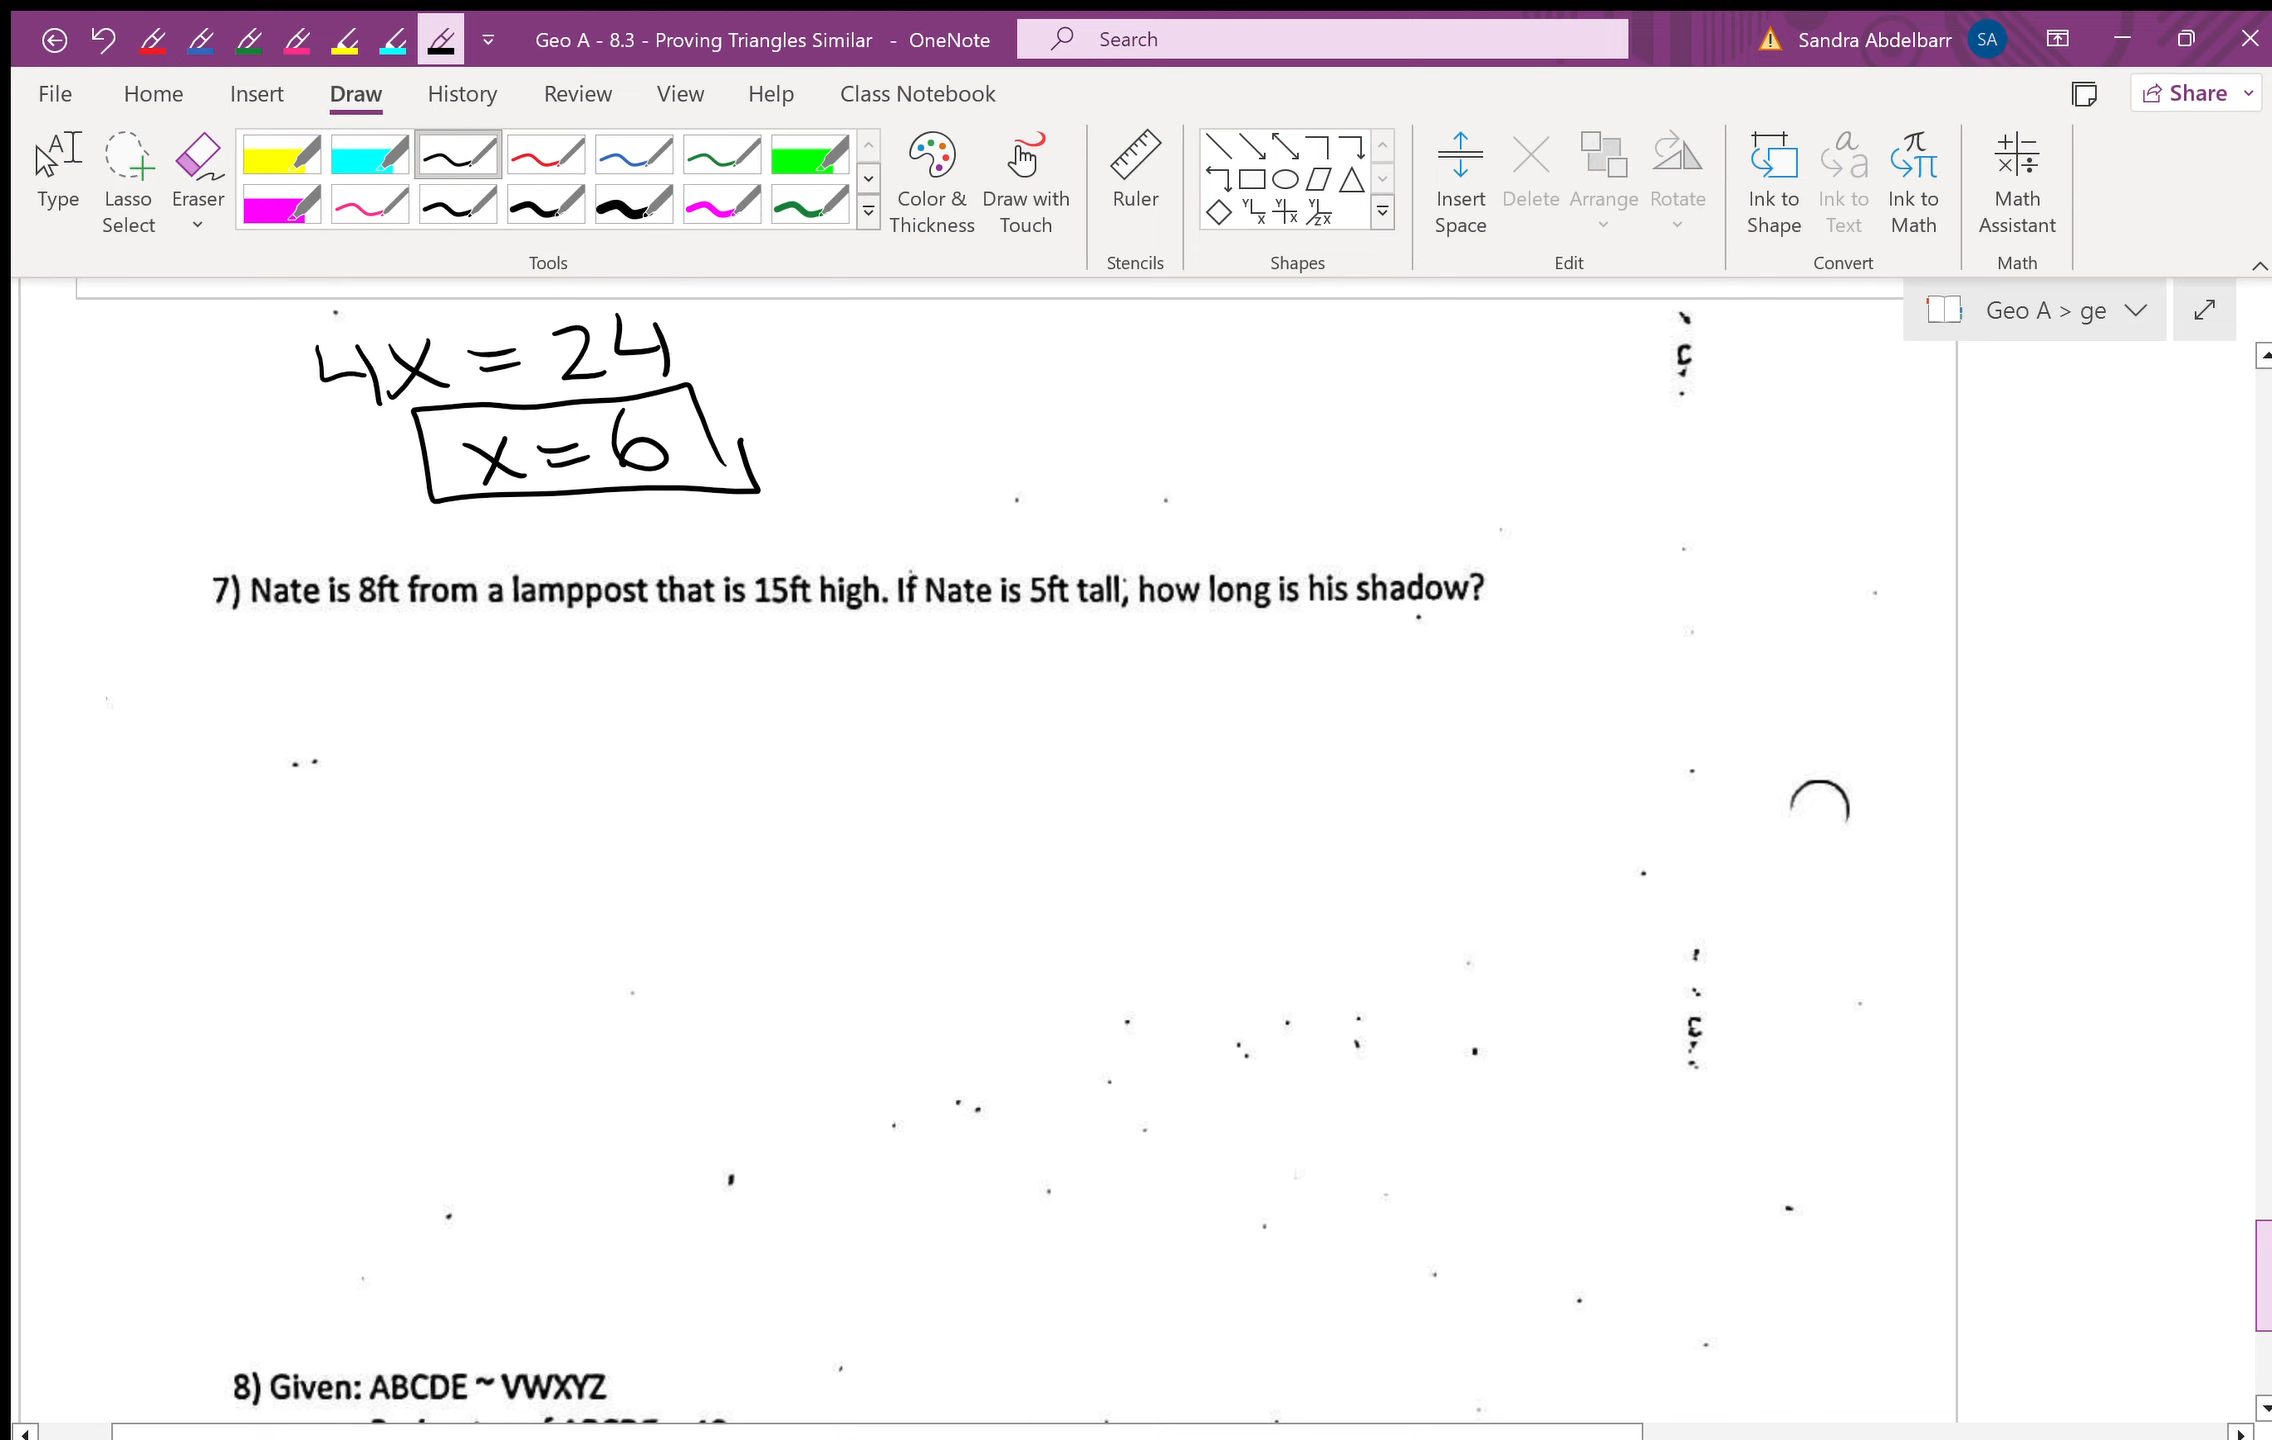 Geo A - 8.3 - Proving Triangles Similar - OneNote
Search
Sandra Abdelbarr SA
File Home Insert Draw History Review View Help Class Notebook Share
Type
Lasso Select
Eraser
Color & Thickness
Draw with Touch
Ruler
Insert Space
Delete
Arrange
Rotate
Ink to Shape
Ink to Text
Ink to Math
Math Assistant
Tools Stencils Shapes Edit Convert Math
Geo A > ge
4x = 24
x = 6
7) Nate is 8ft from a lamppost that is 15ft high. If Nate is 5ft tall, how long is his shadow?
8) Given: ABCDE ~ VWXYZ